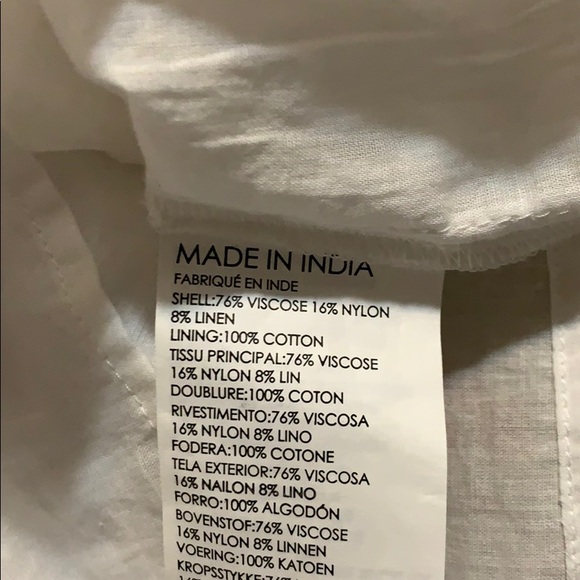 MADE IN INDIA
FABRIQUÉ EN INDE
SHELL:76% VISCOSE 16% NYLON
8% LINEN
LINING:100% COTTON
TISSU PRINCIPAL:76% VISCOSE
16% NYLON 8% LIN
DOUBLURE:100% COTON
RIVESTIMENTO:76% VISCOSA
16% NYLON 8% LINO
FODERA:100% COTONE
TELA EXTERIOR:76% VISCOSA
16% NAILON 8% LINO
FORRO:100% ALGODÓN
BOVENSTOF:76% VISCOSE
16% NYLON 8% LINNEN
VOERING:100% KATOEN
KROPSSTYKKE:76%